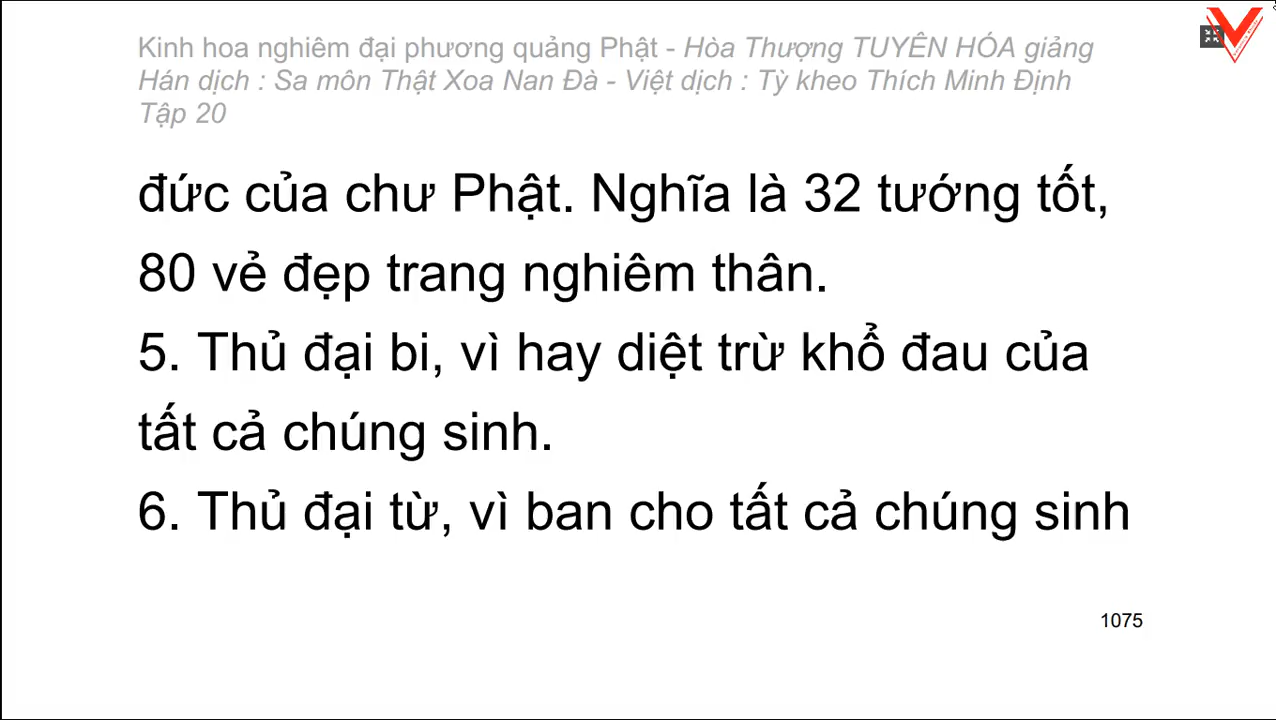 Kinh hoa nghiêm đại phương quảng Phật - Hòa Thượng TUYÊN HÓA giảng
Hán dịch : Sa môn Thật Xoa Nan Đà - Việt dịch : Tỳ kheo Thích Minh Định
Tập 20
đức của chư Phật. Nghĩa là 32 tướng tốt,
80 vẻ đẹp trang nghiêm thân.
5. Thủ đại bi, vì hay diệt trừ khổ đau của
tất cả chúng sinh.
6. Thủ đại từ, vì ban cho tất cả chúng sinh
1075